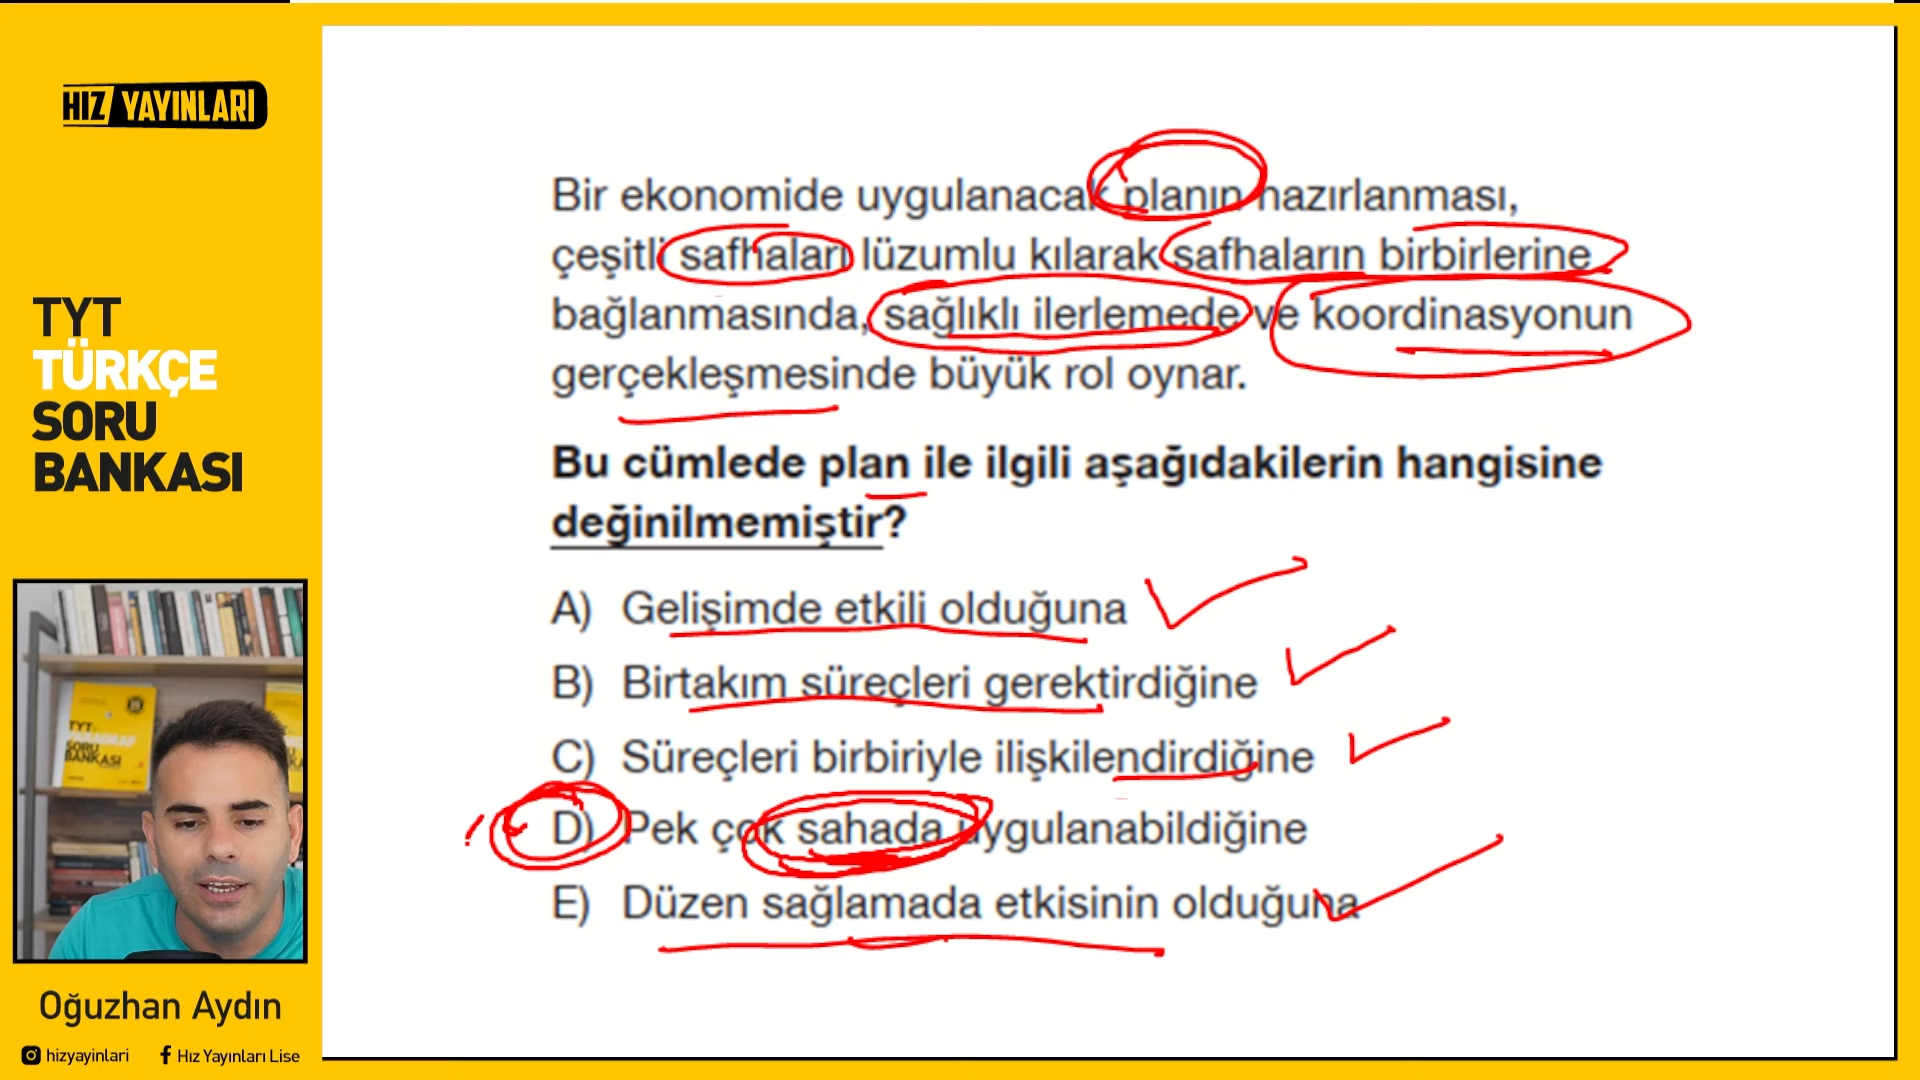 HIZ YAYINLARI
TYT
TÜRKÇE
SORU
BANKASI
Bir ekonomide uygulanacak planın hazırlanması,
çeşitli safhaları lüzumlu kılarak safhaların birbirlerine
bağlanmasında, sağlıklı ilerlemede ve koordinasyonun
gerçekleşmesinde büyük rol oynar.
Bu cümlede plan ile ilgili aşağıdakilerin hangisine
değinilmemiştir?
A) Gelişimde etkili olduğuna
B) Birtakım süreçleri gerektirdiğine
C) Süreçleri birbiriyle ilişkilendirdiğine
D) Pek çok sahada uygulanabildiğine
E) Düzen sağlamada etkisinin olduğuna
TYT
SORU
BANKASI
Oğuzhan Aydın
hizyayinlari
Hız Yayınları Lise